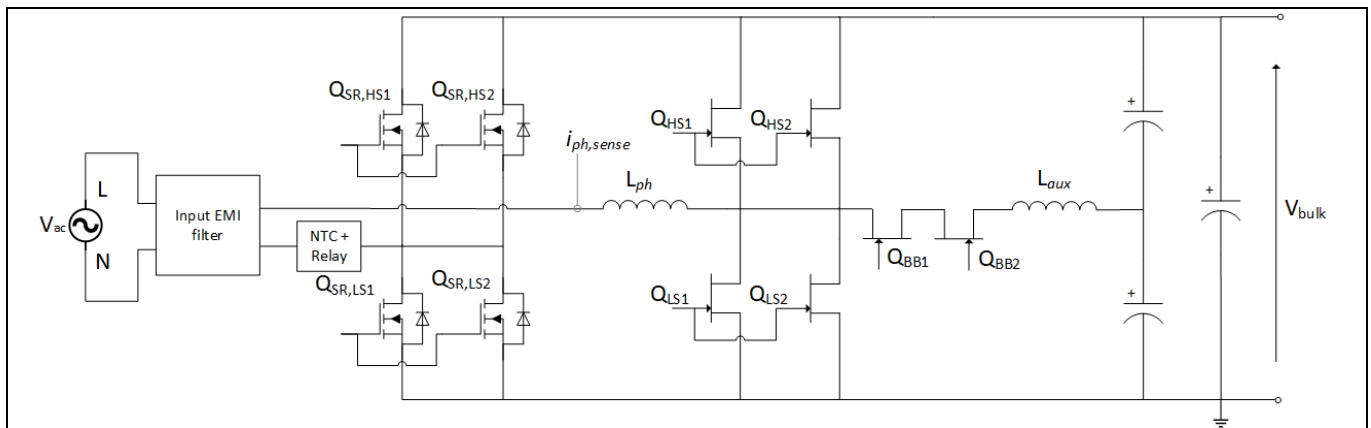 Q_SR,HS1
Q_SR,HS2
Q_HS1
Q_HS2
i_ph,sense
L_ph
L_aux
L
V_ac
N
Input EMI
filter
NTC +
Relay
Q_BB1
Q_BB2
V_bulk
Q_SR,LS1
Q_SR,LS2
Q_LS1
Q_LS2
+
+
+